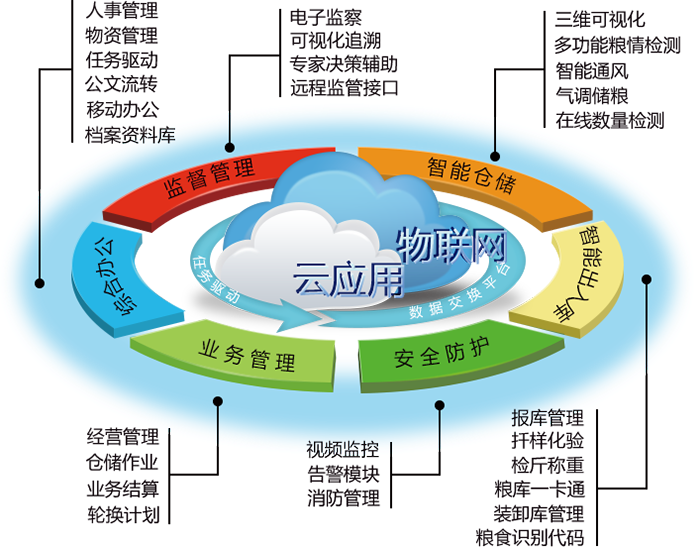 人事管理
物资管理
任务驱动
公文流转
移动办公
档案资料库
电子监察
可视化追溯
专家决策辅助
远程监管接口
三维可视化
多功能粮情检测
智能通风
气调储粮
在线数量检测
监督管理
智能仓储
综合办公
智能出入库
物联网
云应用
任务驱动
数据交换平台
业务管理
安全防护
经营管理
仓储作业
业务结算
轮换计划
视频监控
告警模块
消防管理
报库管理
扦样化验
检斤称重
粮库一卡通
装卸库管理
粮食识别代码